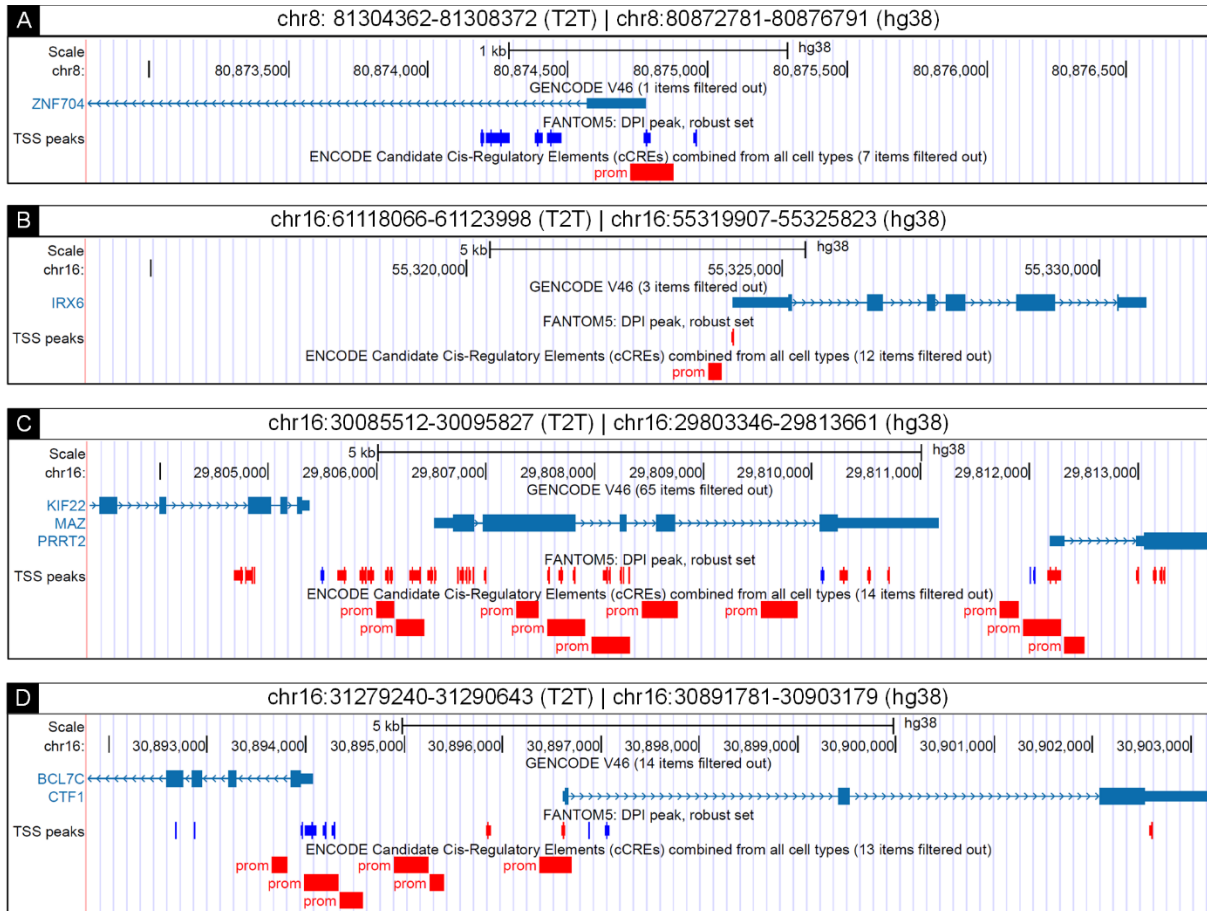 A chr8: 81304362-81308372 (T2T) | chr8:80872781-80876791 (hg38)
Scale 1 kb hg38
chr8: 80,873,500 80,874,000 80,874,500 80,875,000 80,875,500 80,876,000 80,876,500
GENCODE V46 (1 items filtered out)
ZNF704
FANTOM5: DPI peak, robust set
TSS peaks
ENCODE Candidate Cis-Regulatory Elements (cCREs) combined from all cell types (7 items filtered out)
prom
B chr16:61118066-61123998 (T2T) | chr16:55319907-55325823 (hg38)
Scale 5 kb hg38
chr16: 55,320,000 55,325,000 55,330,000
GENCODE V46 (3 items filtered out)
IRX6
FANTOM5: DPI peak, robust set
TSS peaks
ENCODE Candidate Cis-Regulatory Elements (cCREs) combined from all cell types (12 items filtered out)
prom
C chr16:30085512-30095827 (T2T) | chr16:29803346-29813661 (hg38)
Scale 5 kb hg38
chr16: 29,805,000 29,806,000 29,807,000 29,808,000 29,809,000 29,810,000 29,811,000 29,812,000 29,813,000
GENCODE V46 (65 items filtered out)
KIF22
MAZ
PRRT2
FANTOM5: DPI peak, robust set
TSS peaks
ENCODE Candidate Cis-Regulatory Elements (cCREs) combined from all cell types (14 items filtered out)
prom prom prom prom prom
prom prom prom
prom prom
D chr16:31279240-31290643 (T2T) | chr16:30891781-30903179 (hg38)
Scale 5 kb hg38
chr16: 30,893,000 30,894,000 30,895,000 30,896,000 30,897,000 30,898,000 30,899,000 30,900,000 30,901,000 30,902,000 30,903,000
GENCODE V46 (14 items filtered out)
BCL7C
CTF1
FANTOM5: DPI peak, robust set
TSS peaks
ENCODE Candidate Cis-Regulatory Elements (cCREs) combined from all cell types (13 items filtered out)
prom prom prom
prom prom
prom